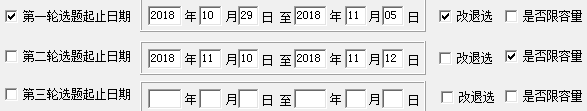 第一轮选题起止日期 2018 年 10 月 29 日 至 2018 年 11 月 05 日 改退选 是否限容量
第二轮选题起止日期 2018 年 11 月 10 日 至 2018 年 11 月 12 日 改退选 是否限容量
第三轮选题起止日期 年 月 日 至 年 月 日 改退选 是否限容量